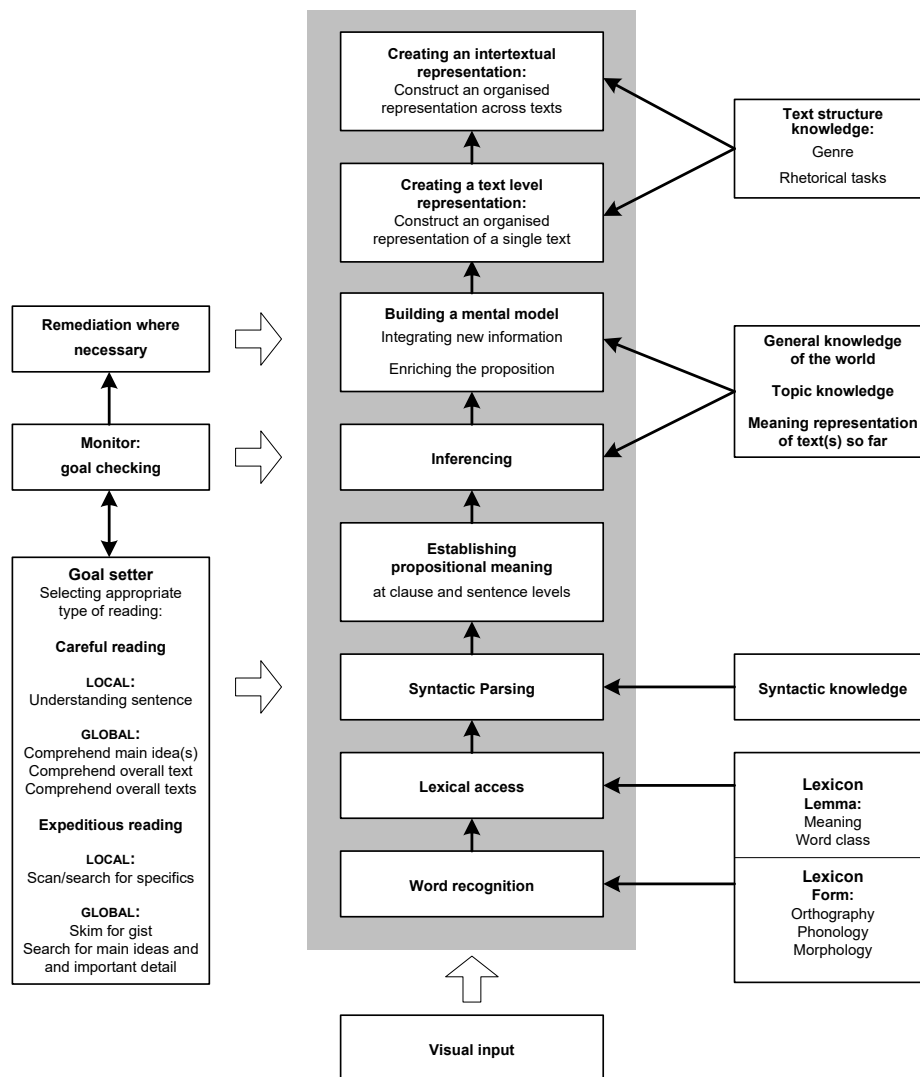 Remediation where
necessary
Monitor:
goal checking
Goal setter
Selecting appropriate
type of reading:
Careful reading
LOCAL:
Understanding sentence
GLOBAL:
Comprehend main idea(s)
Comprehend overall text
Comprehend overall texts
Expeditious reading
LOCAL:
Scan/search for specifics
GLOBAL:
Skim for gist
Search for main ideas and
and important detail
Creating an intertextual
representation:
Construct an organised
representation across texts
Creating a text level
representation:
Construct an organised
representation of a single text
Building a mental model
Integrating new information
Enriching the proposition
Inferencing
Establishing
propositional meaning
at clause and sentence levels
Syntactic Parsing
Lexical access
Word recognition
Visual input
Text structure
knowledge:
Genre
Rhetorical tasks
General knowledge
of the world
Topic knowledge
Meaning representation
of text(s) so far
Syntactic knowledge
Lexicon
Lemma:
Meaning
Word class
Lexicon
Form:
Orthography
Phonology
Morphology